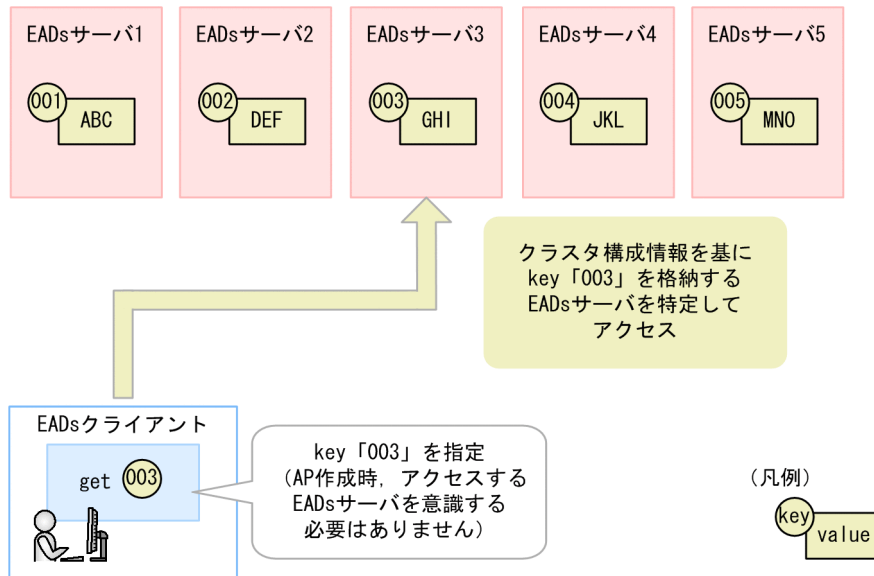 EADsサーバ1
EADsサーバ2
EADsサーバ3
EADsサーバ4
EADsサーバ5
001
ABC
002
DEF
003
GHI
004
JKL
005
MNO
クラスタ構成情報を基に
key「003」を格納する
EADsサーバを特定して
アクセス
EADsクライアント
get 003
key「003」を指定
（AP作成時，アクセスする
EADsサーバを意識する
必要はありません）
（凡例）
key
value